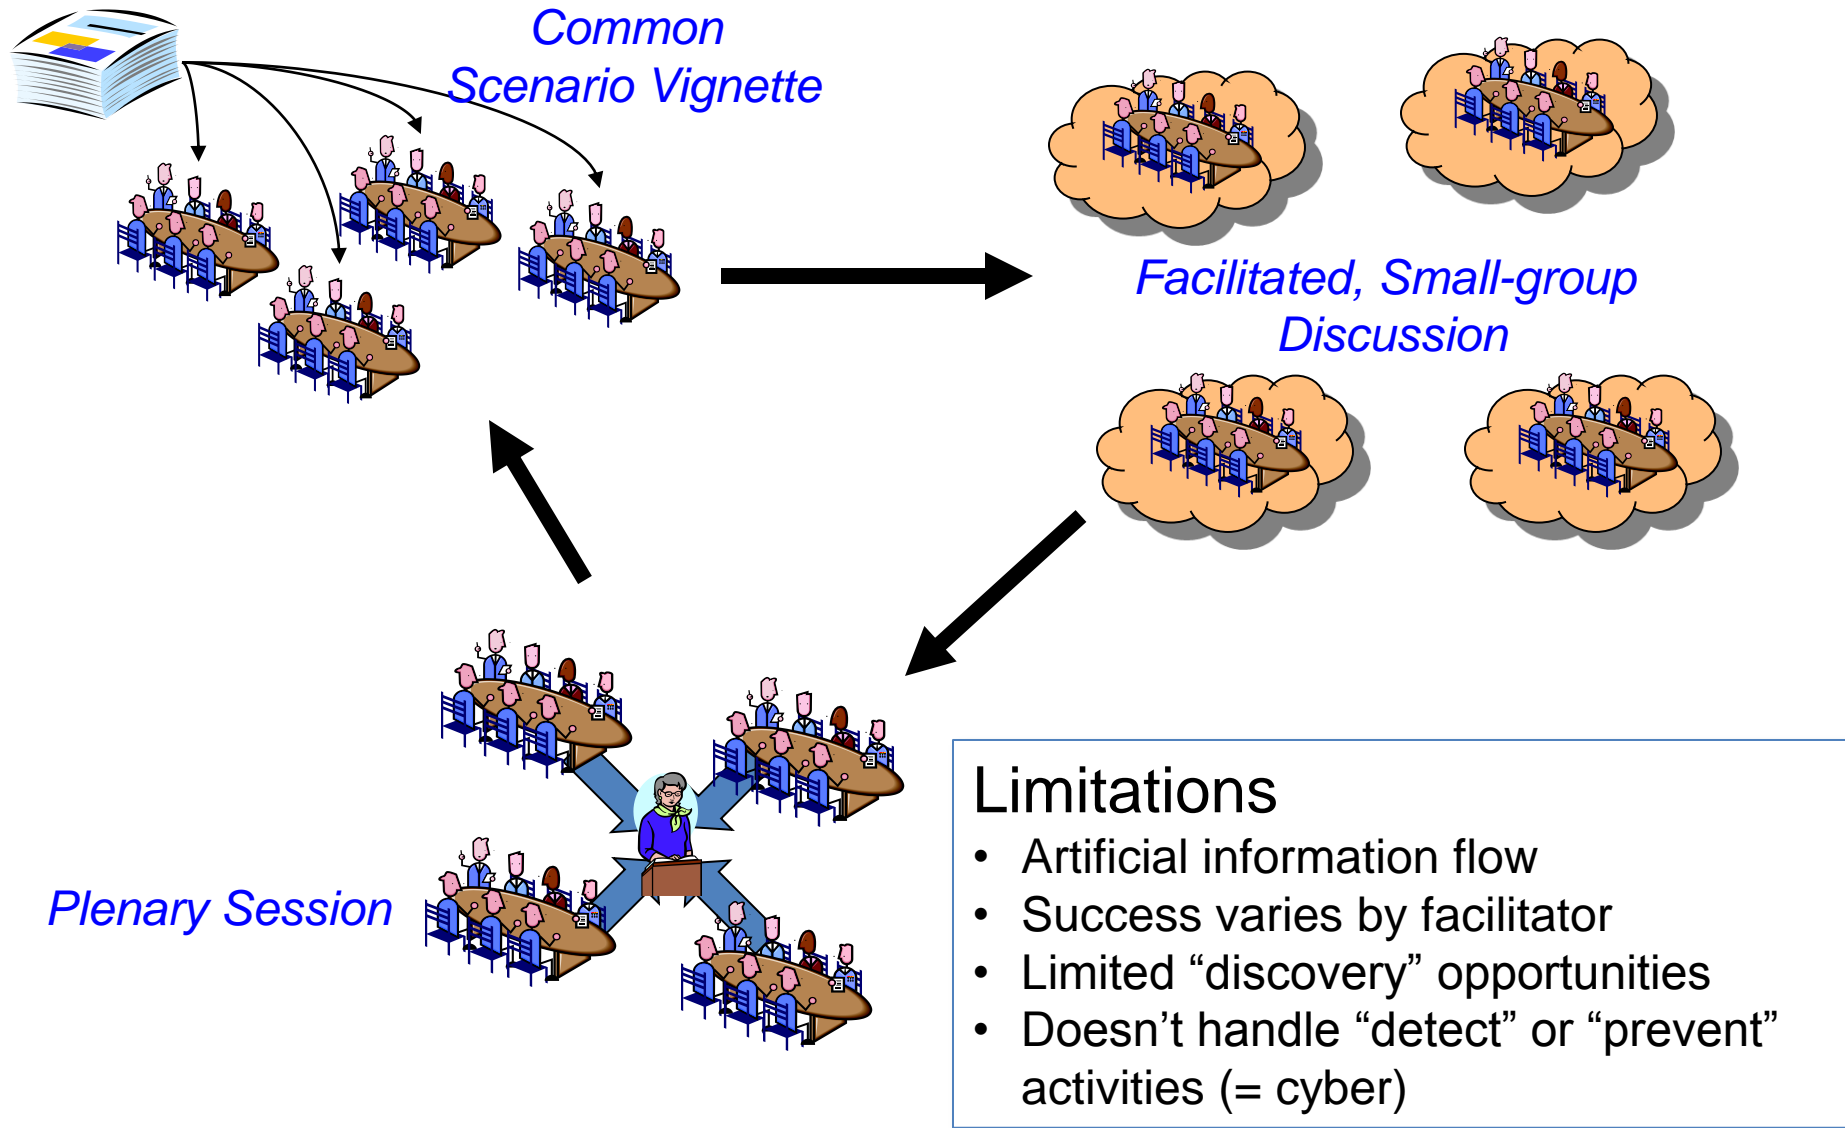 Common
Scenario Vignette
Facilitated, Small-group
Discussion
Plenary Session
Limitations
• Artificial information flow
• Success varies by facilitator
• Limited “discovery” opportunities
• Doesn’t handle “detect” or “prevent”
activities (= cyber)